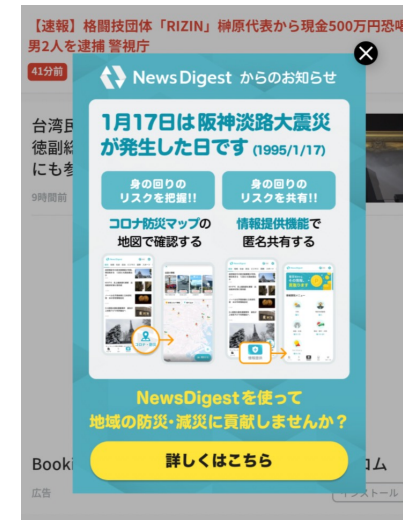 【速報】格闘技団体「RIZIN」榊原代表から現金500万円恐喝
男2人を逮捕 警視庁
41分前
NewsDigest からのお知らせ
台湾民
徳副総
にも参
9時間前
1月17日は阪神淡路大震災
が発生した日です (1995/1/17)
身の回りの
リスクを把握!!
身の回りの
リスクを共有!!
コロナ防災マップの
地図で確認する
情報提供機能で
匿名共有する
NewsDigestを使って
地域の防災・減災に貢献しませんか?
詳しくはこちら
Booki
コム
広告
インストール